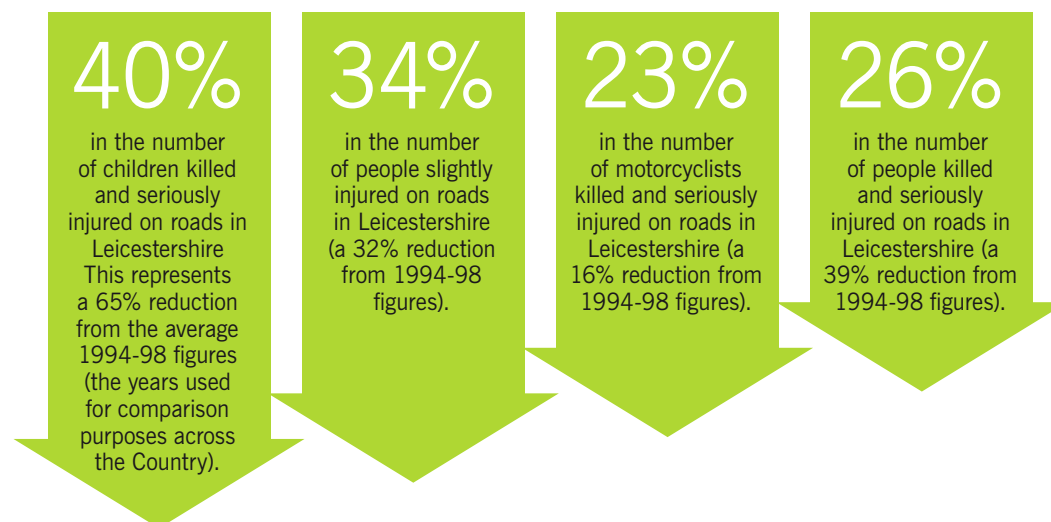 40%
in the number
of children killed
and seriously
injured on roads in
Leicestershire
This represents
a 65% reduction
from the average
1994-98 figures
(the years used
for comparison
purposes across
the Country).
34%
in the number
of people slightly
injured on roads
in Leicestershire
(a 32% reduction
from 1994-98
figures).
23%
in the number
of motorcyclists
killed and seriously
injured on roads in
Leicestershire (a
16% reduction from
1994-98 figures).
26%
in the number
of people killed
and seriously
injured on roads in
Leicestershire (a
39% reduction from
1994-98 figures).